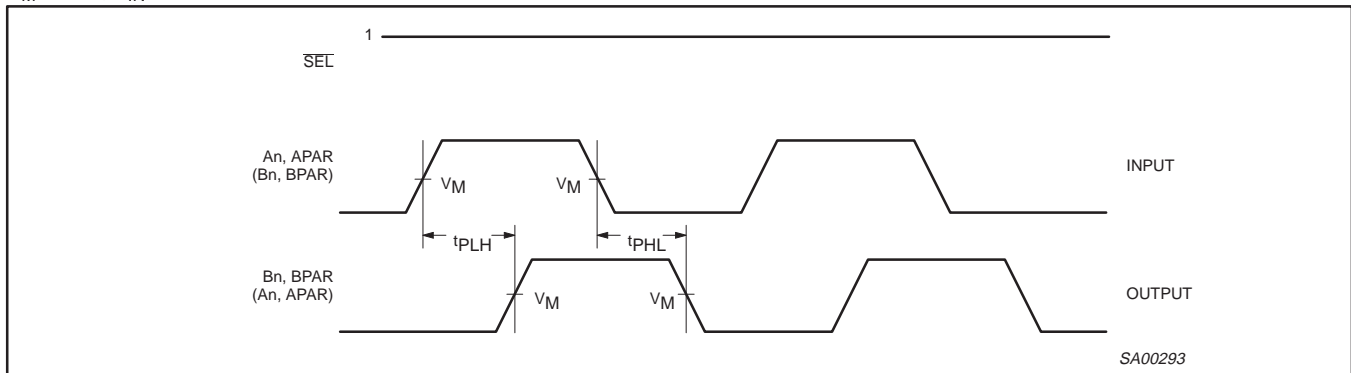 1
SEL
An, APAR
(Bn, BPAR)
VM
VM
INPUT
tPLH
tPHL
Bn, BPAR
(An, APAR)
VM
VM
OUTPUT
SA00293